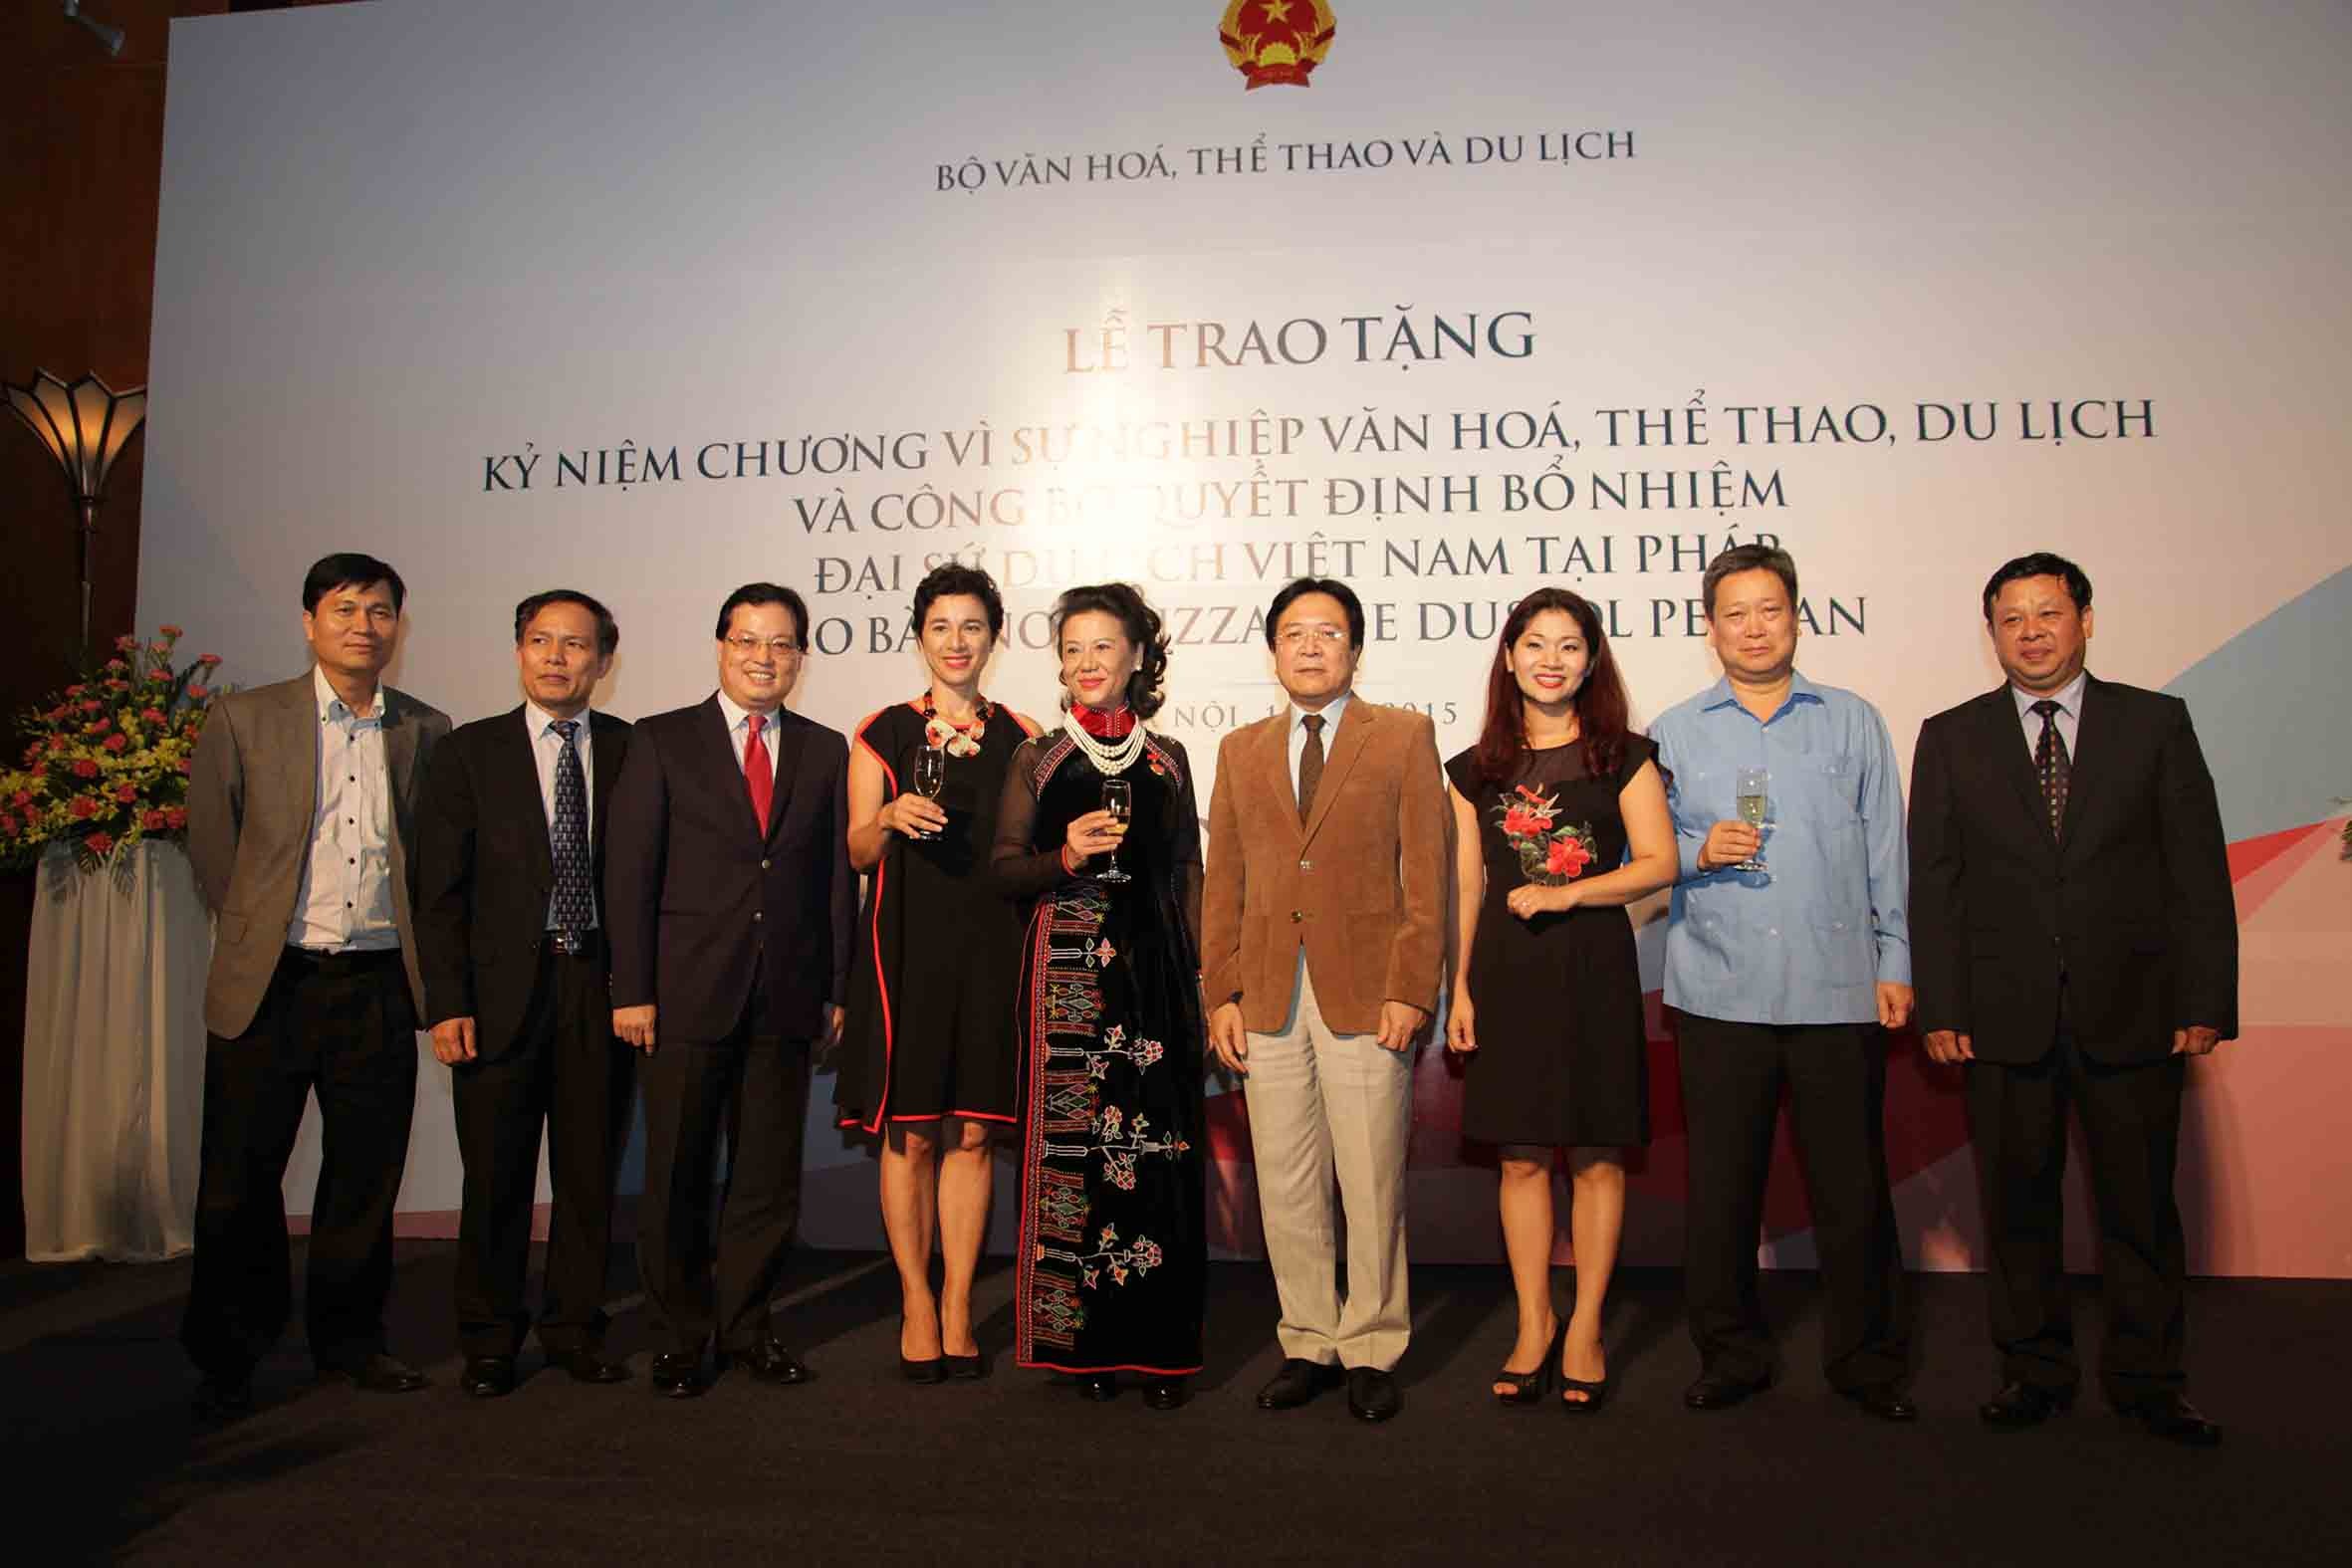 BỘ VĂN HOÁ, THỂ THAO VÀ DU LỊCH
LỄ TRAO TẶNG
KỶ NIỆM CHƯƠNG VÌ SỰ NGHIỆP VĂN HOÁ, THỂ THAO, DU LỊCH
VÀ CÔNG BỐ QUYẾT ĐỊNH BỔ NHIỆM
ĐẠI SỨ DU LỊCH VIỆT NAM TẠI PHÁP
BÀ
NỘI, 2015